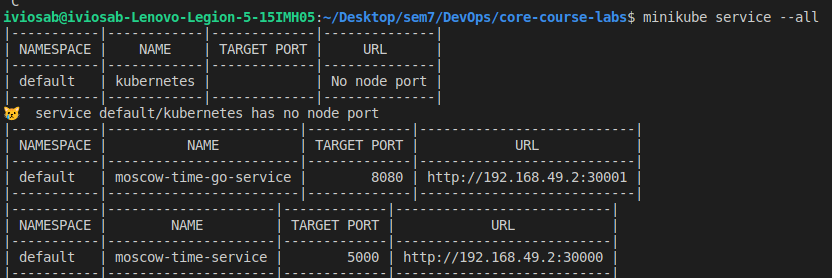 C
iviosab@iviosab-Lenovo-Legion-5-15IMH05:~/Desktop/sem7/DevOps/core-course-labs$ minikube service --all
|-----------|------------|-------------|--------------|
| NAMESPACE |    NAME    | TARGET PORT |     URL      |
|-----------|------------|-------------|--------------|
| default   | kubernetes |             | No node port |
|-----------|------------|-------------|--------------|
😿  service default/kubernetes has no node port
|-----------|------------------------|-------------|---------------------------|
| NAMESPACE |          NAME          | TARGET PORT |            URL            |
|-----------|------------------------|-------------|---------------------------|
| default   | moscow-time-go-service |        8080 | http://192.168.49.2:30001 |
|-----------|------------------------|-------------|---------------------------|
|-----------|---------------------|-------------|---------------------------|
| NAMESPACE |        NAME         | TARGET PORT |            URL            |
|-----------|---------------------|-------------|---------------------------|
| default   | moscow-time-service |        5000 | http://192.168.49.2:30000 |
|-----------|---------------------|-------------|---------------------------|